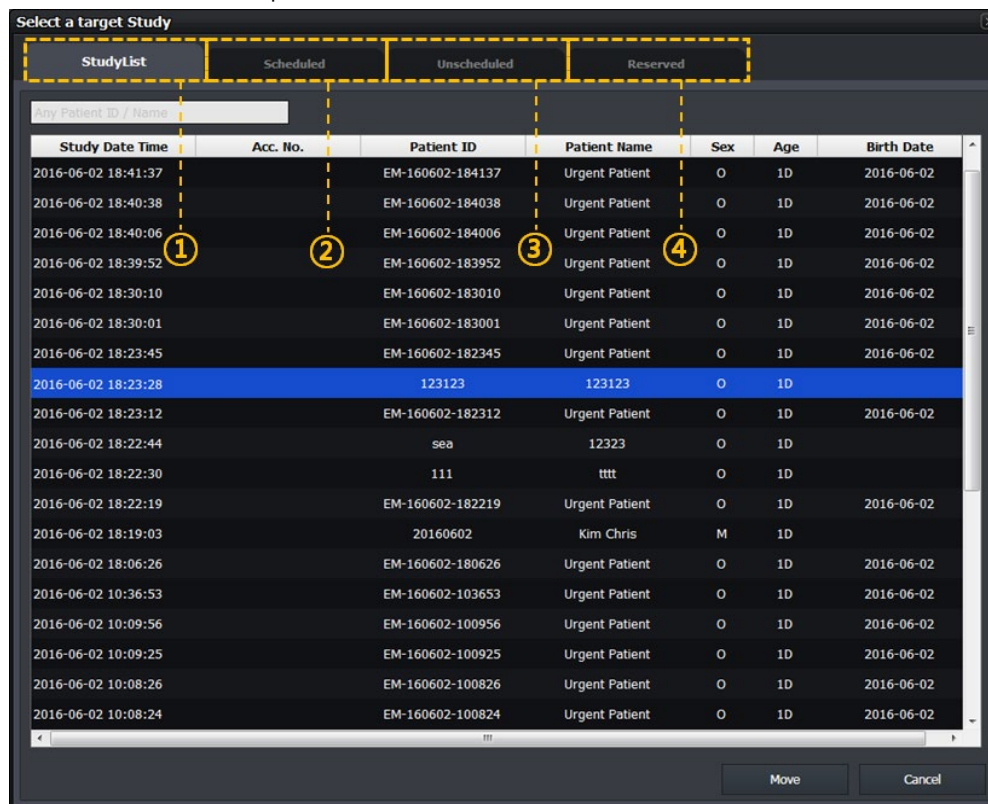 Select a target Study
StudyList Scheduled Unscheduled Reserved
Any Patient ID / Name
Study Date Time Acc. No. Patient ID Patient Name Sex Age Birth Date
2016-06-02 18:41:37 EM-160602-184137 Urgent Patient O 1D 2016-06-02
2016-06-02 18:40:38 EM-160602-184038 Urgent Patient O 1D 2016-06-02
2016-06-02 18:40:06 EM-160602-184006 Urgent Patient O 1D 2016-06-02
① ② ③ ④
2016-06-02 18:39:52 EM-160602-183952 Urgent Patient O 1D 2016-06-02
2016-06-02 18:30:10 EM-160602-183010 Urgent Patient O 1D 2016-06-02
2016-06-02 18:30:01 EM-160602-183001 Urgent Patient O 1D 2016-06-02
2016-06-02 18:23:45 EM-160602-182345 Urgent Patient O 1D 2016-06-02
2016-06-02 18:23:28 123123 123123 O 1D
2016-06-02 18:23:12 EM-160602-182312 Urgent Patient O 1D 2016-06-02
2016-06-02 18:22:44 sea 12323 O 1D
2016-06-02 18:22:30 111 tttt O 1D
2016-06-02 18:22:19 EM-160602-182219 Urgent Patient O 1D 2016-06-02
2016-06-02 18:19:03 20160602 Kim Chris M 1D
2016-06-02 18:06:26 EM-160602-180626 Urgent Patient O 1D 2016-06-02
2016-06-02 10:36:53 EM-160602-103653 Urgent Patient O 1D 2016-06-02
2016-06-02 10:09:56 EM-160602-100956 Urgent Patient O 1D 2016-06-02
2016-06-02 10:09:25 EM-160602-100925 Urgent Patient O 1D 2016-06-02
2016-06-02 10:08:26 EM-160602-100826 Urgent Patient O 1D 2016-06-02
2016-06-02 10:08:24 EM-160602-100824 Urgent Patient O 1D 2016-06-02
Move Cancel